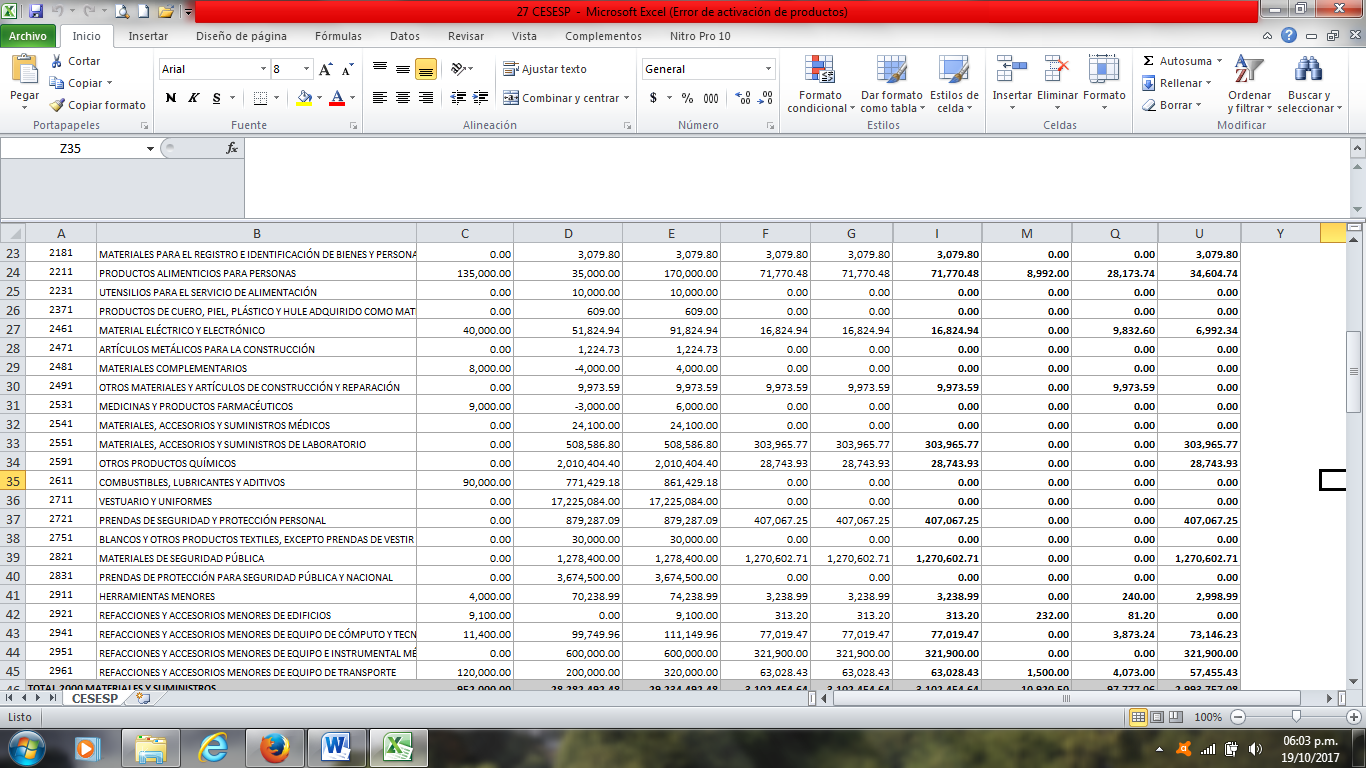 27 CESESP - Microsoft Excel (Error de activación de productos)
Archivo Inicio Insertar Diseño de página Fórmulas Datos Revisar Vista Complementos Nitro Pro 10
Pegar
Cortar
Copiar
Copiar formato
Portapapeles
Arial 8
N K S
Fuente
Ajustar texto
Combinar y centrar
Alineación
General
$ % 000
Número
Formato condicional
Dar formato como tabla
Estilos de celda
Estilos
Insertar Eliminar Formato
Celdas
Autosuma
Rellenar
Borrar
Ordenar y filtrar
Buscar y seleccionar
Modificar
Z35 fx
A B C D E F G I M Q U Y
23 2181 MATERIALES PARA EL REGISTRO E IDENTIFICACIÓN DE BIENES Y PERSONA 0.00 3,079.80 3,079.80 3,079.80 3,079.80 3,079.80 0.00 0.00 3,079.80
24 2211 PRODUCTOS ALIMENTICIOS PARA PERSONAS 135,000.00 35,000.00 170,000.00 71,770.48 71,770.48 71,770.48 8,992.00 28,173.74 34,604.74
25 2231 UTENSILIOS PARA EL SERVICIO DE ALIMENTACIÓN 0.00 10,000.00 10,000.00 0.00 0.00 0.00 0.00 0.00 0.00
26 2371 PRODUCTOS DE CUERO, PIEL, PLÁSTICO Y HULE ADQUIRIDO COMO MAT 0.00 609.00 609.00 0.00 0.00 0.00 0.00 0.00 0.00
27 2461 MATERIAL ELÉCTRICO Y ELECTRÓNICO 40,000.00 51,824.94 91,824.94 16,824.94 16,824.94 16,824.94 0.00 9,832.60 6,992.34
28 2471 ARTÍCULOS METÁLICOS PARA LA CONSTRUCCIÓN 0.00 1,224.73 1,224.73 0.00 0.00 0.00 0.00 0.00 0.00
29 2481 MATERIALES COMPLEMENTARIOS 8,000.00 -4,000.00 4,000.00 0.00 0.00 0.00 0.00 0.00 0.00
30 2491 OTROS MATERIALES Y ARTÍCULOS DE CONSTRUCCIÓN Y REPARACIÓN 0.00 9,973.59 9,973.59 9,973.59 9,973.59 9,973.59 0.00 9,973.59 0.00
31 2531 MEDICINAS Y PRODUCTOS FARMACÉUTICOS 9,000.00 -3,000.00 6,000.00 0.00 0.00 0.00 0.00 0.00 0.00
32 2541 MATERIALES, ACCESORIOS Y SUMINISTROS MÉDICOS 0.00 24,100.00 24,100.00 0.00 0.00 0.00 0.00 0.00 0.00
33 2551 MATERIALES, ACCESORIOS Y SUMINISTROS DE LABORATORIO 0.00 508,586.80 508,586.80 303,965.77 303,965.77 303,965.77 0.00 0.00 303,965.77
34 2591 OTROS PRODUCTOS QUÍMICOS 0.00 2,010,404.40 2,010,404.40 28,743.93 28,743.93 28,743.93 0.00 0.00 28,743.93
35 2611 COMBUSTIBLES, LUBRICANTES Y ADITIVOS 90,000.00 771,429.18 861,429.18 0.00 0.00 0.00 0.00 0.00 0.00
36 2711 VESTUARIO Y UNIFORMES 0.00 17,225,084.00 17,225,084.00 0.00 0.00 0.00 0.00 0.00 0.00
37 2721 PRENDAS DE SEGURIDAD Y PROTECCIÓN PERSONAL 0.00 879,287.09 879,287.09 407,067.25 407,067.25 407,067.25 0.00 0.00 407,067.25
38 2751 BLANCOS Y OTROS PRODUCTOS TEXTILES, EXCEPTO PRENDAS DE VESTIR 0.00 30,000.00 30,000.00 0.00 0.00 0.00 0.00 0.00 0.00
39 2821 MATERIALES DE SEGURIDAD PÚBLICA 0.00 1,278,400.00 1,278,400.00 1,270,602.71 1,270,602.71 1,270,602.71 0.00 0.00 1,270,602.71
40 2831 PRENDAS DE PROTECCIÓN PARA SEGURIDAD PÚBLICA Y NACIONAL 0.00 3,674,500.00 3,674,500.00 0.00 0.00 0.00 0.00 0.00 0.00
41 2911 HERRAMIENTAS MENORES 4,000.00 70,238.99 74,238.99 3,238.99 3,238.99 3,238.99 0.00 240.00 2,998.99
42 2921 REFACCIONES Y ACCESORIOS MENORES DE EDIFICIOS 9,100.00 0.00 9,100.00 313.20 313.20 313.20 232.00 81.20 0.00
43 2941 REFACCIONES Y ACCESORIOS MENORES DE EQUIPO DE CÓMPUTO Y TECN 11,400.00 99,749.96 111,149.96 77,019.47 77,019.47 77,019.47 0.00 3,873.24 73,146.23
44 2951 REFACCIONES Y ACCESORIOS MENORES DE EQUIPO E INSTRUMENTAL MÉ 0.00 600,000.00 600,000.00 321,900.00 321,900.00 321,900.00 0.00 0.00 321,900.00
45 2961 REFACCIONES Y ACCESORIOS MENORES DE EQUIPO DE TRANSPORTE 120,000.00 200,000.00 320,000.00 63,028.43 63,028.43 63,028.43 1,500.00 4,073.00 57,455.43
46 TOTAL 2000 MATERIALES Y SUMINISTROS 952,000.00 28,282,492.48 29,234,492.48 3,102,454.64 3,102,454.64 3,102,454.64 10,920.50 97,777.06 2,993,757.08
CESESP
Listo 100%
06:03 p.m.
19/10/2017